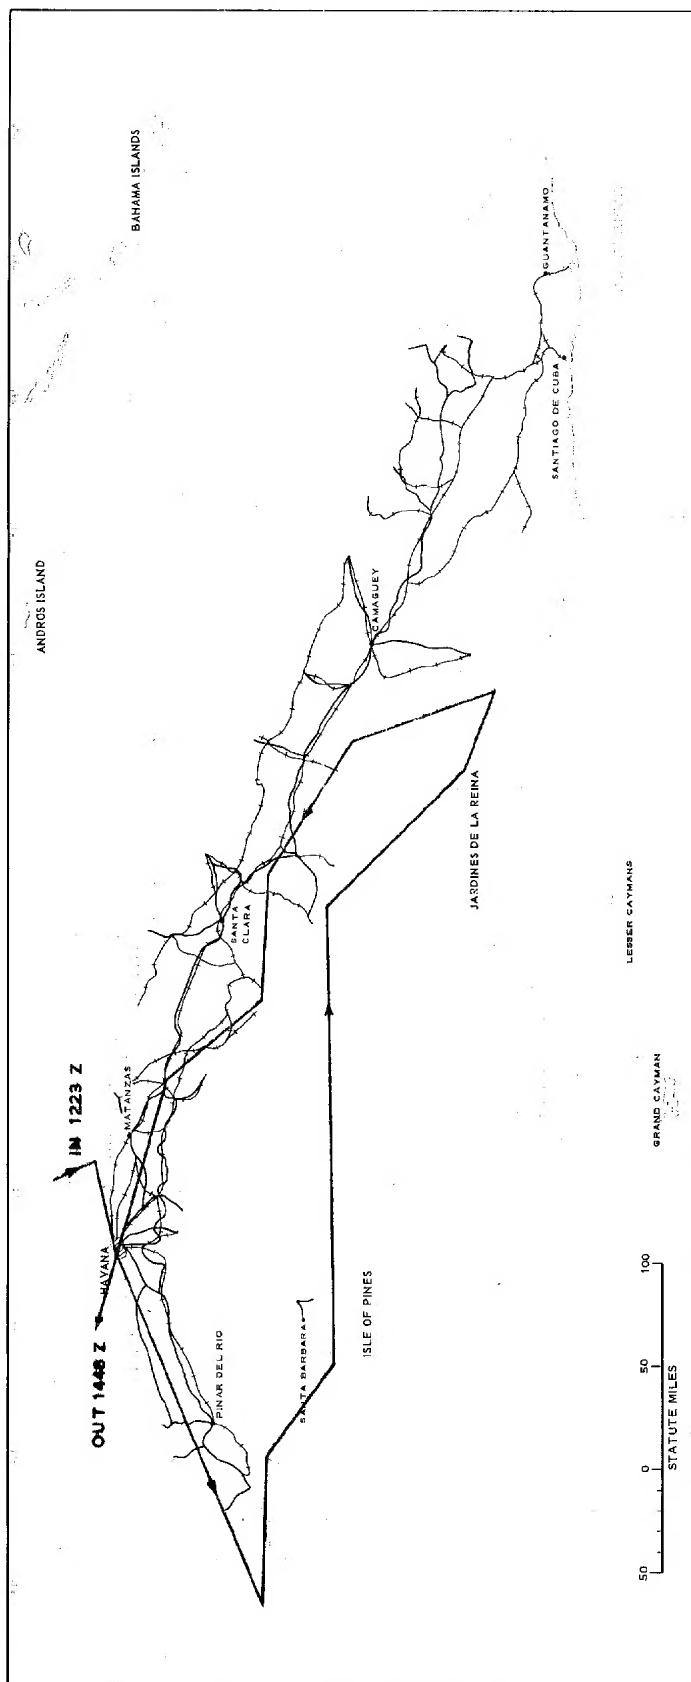 BAHAMA ISLANDS
ANDROS ISLAND
GUANTANAMO
SANTIAGO DE CUBA
CAMAGUEY
JARDINES DE LA REINA
SANTA
CLARA
LESSER CAYMANS
MATANZAS
IN 1223 Z
GRAND CAYMAN
HAVANA
OUT 1448 Z
PINAR DEL RIO
SANTA BARBARA
ISLE OF PINES
50 0 50 100
STATUTE MILES